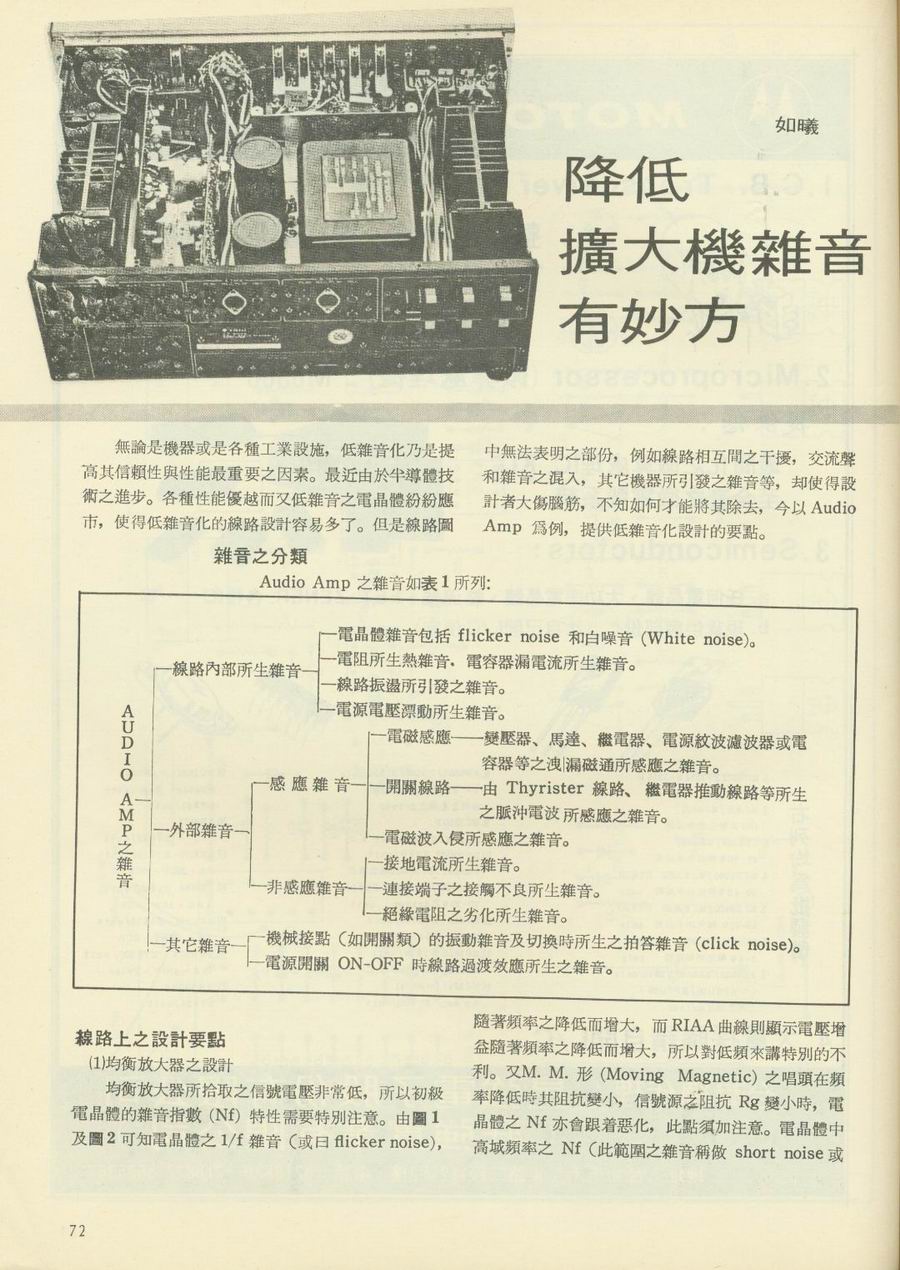 如曦
降低
擴大機雜音
有妙方
無論是機器或是各種工業設施，低雜音化乃是提
高其信頼性與性能最重要之因素。最近由於半導體技
術之進步。各種性能優越而又低雜音之電晶體紛紛應
市，使得低雜音化的線路設計容易多了。但是線路圖
中無法表明之部份，例如線路相互間之干擾，交流聲
和雜音之混入，其它機器所引發之雜音等，却使得設
計者大傷腦筋，不知如何才能將其除去，今以 Audio
Amp 爲例，提供低雜音化設計的要點。
雜音之分類
Audio Amp 之雜音如表1所列:
AUDIO AMP之雜音
線路內部所生雜音
電晶體雜音包括 flicker noise 和白噪音 (White noise)。
電阻所生熱雜音．電容器漏電流所生雜音。
線路振盪所引發之雜音。
電源電壓漂動所生雜音。
外部雜音
感應雜音
電磁感應——變壓器、馬達、繼電器、電源紋波濾波器或電
容器等之洩漏磁通所感應之雜音。
開關線路——由 Thyrister 線路、繼電器推動線路等所生
之脈沖電波所感應之雜音。
電磁波入侵所感應之雜音。
非感應雜音
接地電流所生雜音。
連接端子之接觸不良所生雜音。
絕緣電阻之劣化所生雜音。
其它雜音
機械接點（如開關類）的振動雜音及切換時所生之拍答雜音 (click noise)。
電源開關 ON-OFF 時線路過渡效應所生之雜音。
線路上之設計要點
(1)均衡放大器之設計
均衡放大器所拾取之信號電壓非常低，所以初級
電晶體的雜音指數 (Nf) 特性需要特別注意。由圖1
及圖2可知電晶體之 1/f 雜音（或曰 flicker noise),
隨著頻率之降低而增大，而 RIAA 曲線則顯示電壓增
益隨著頻率之降低而增大，所以對低頻來講特別的不
利。又M. M. 形 (Moving Magnetic) 之唱頭在頻
率降低時其阻抗變小，信號源之阻抗 Rg 變小時，電
晶體之 Nf 亦會跟着惡化，此點須加注意。電晶體中
高域頻率之 Nf（此範圍之雜音稱做 short noise 或
72